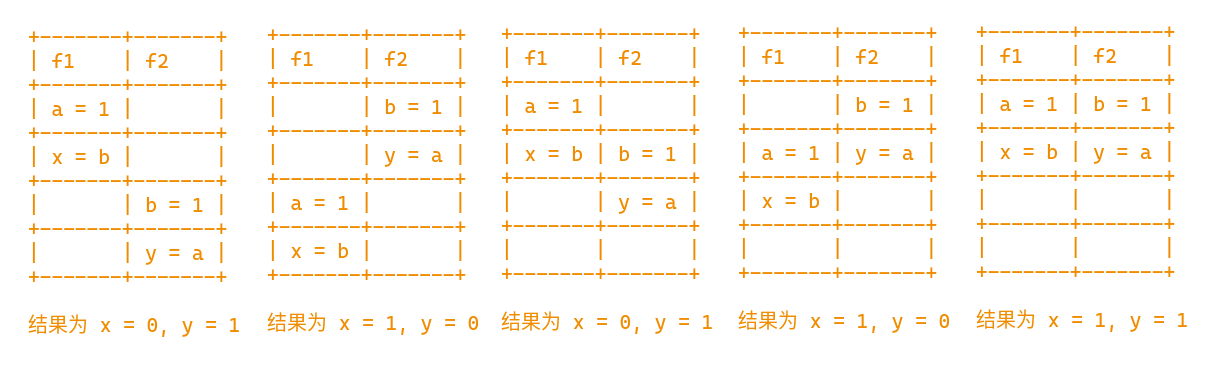 +-------+-------+
| f1    | f2    |
+-------+-------+
| a = 1 |       |
+-------+-------+
| x = b |       |
+-------+-------+
|       | b = 1 |
+-------+-------+
|       | y = a |
+-------+-------+
结果为 x = 0, y = 1
+-------+-------+
| f1    | f2    |
+-------+-------+
|       | b = 1 |
+-------+-------+
|       | y = a |
+-------+-------+
| a = 1 |       |
+-------+-------+
| x = b |       |
+-------+-------+
结果为 x = 1, y = 0
+-------+-------+
| f1    | f2    |
+-------+-------+
| a = 1 |       |
+-------+-------+
| x = b | b = 1 |
+-------+-------+
|       | y = a |
+-------+-------+
|       |       |
+-------+-------+
结果为 x = 0, y = 1
+-------+-------+
| f1    | f2    |
+-------+-------+
|       | b = 1 |
+-------+-------+
| a = 1 | y = a |
+-------+-------+
| x = b |       |
+-------+-------+
|       |       |
+-------+-------+
结果为 x = 1, y = 0
+-------+-------+
| f1    | f2    |
+-------+-------+
| a = 1 | b = 1 |
+-------+-------+
| x = b | y = a |
+-------+-------+
|       |       |
+-------+-------+
|       |       |
+-------+-------+
结果为 x = 1, y = 1